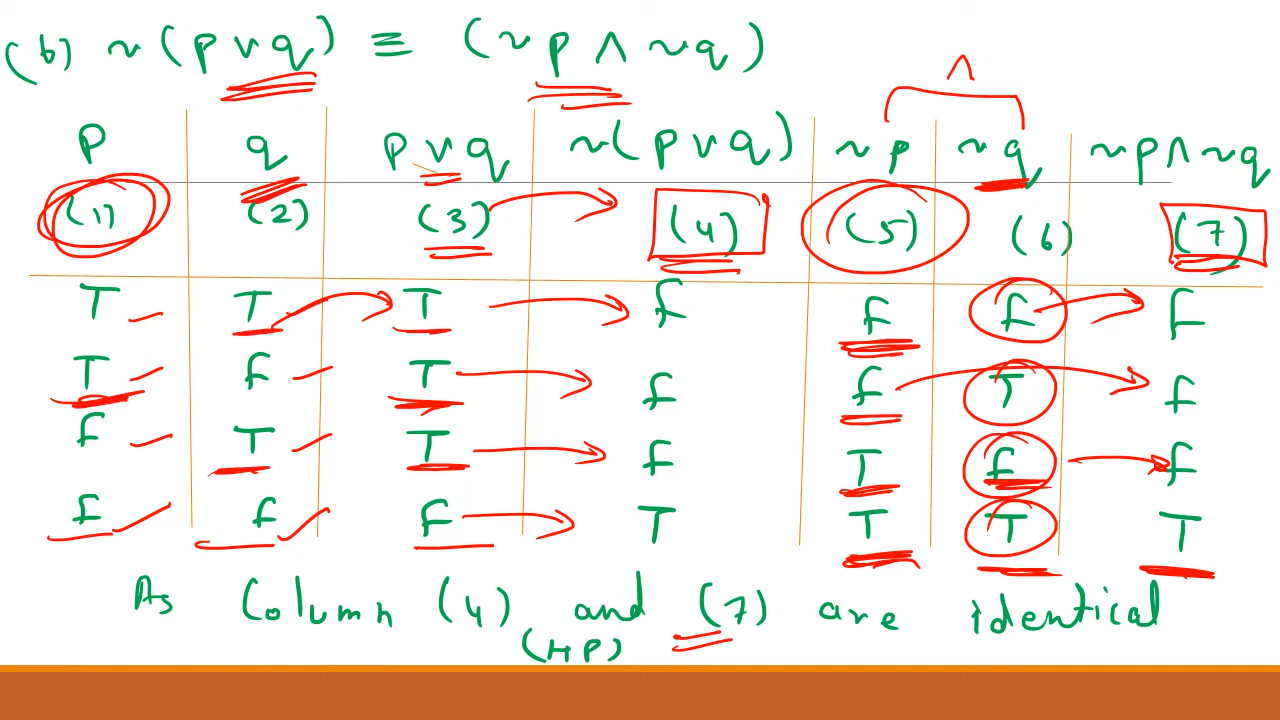 (b) ~(p∨q) ≡ (~p∧~q)
∧
p q p∨q ~(p∨q) ~p ~q ~p∧~q
(1) (2) (3) (4) (5) (6) (7)
T T T F F F F
T F T F F T F
F T T F T F F
F F F T T T T
As Column (4) and (7) are identical
(HP)